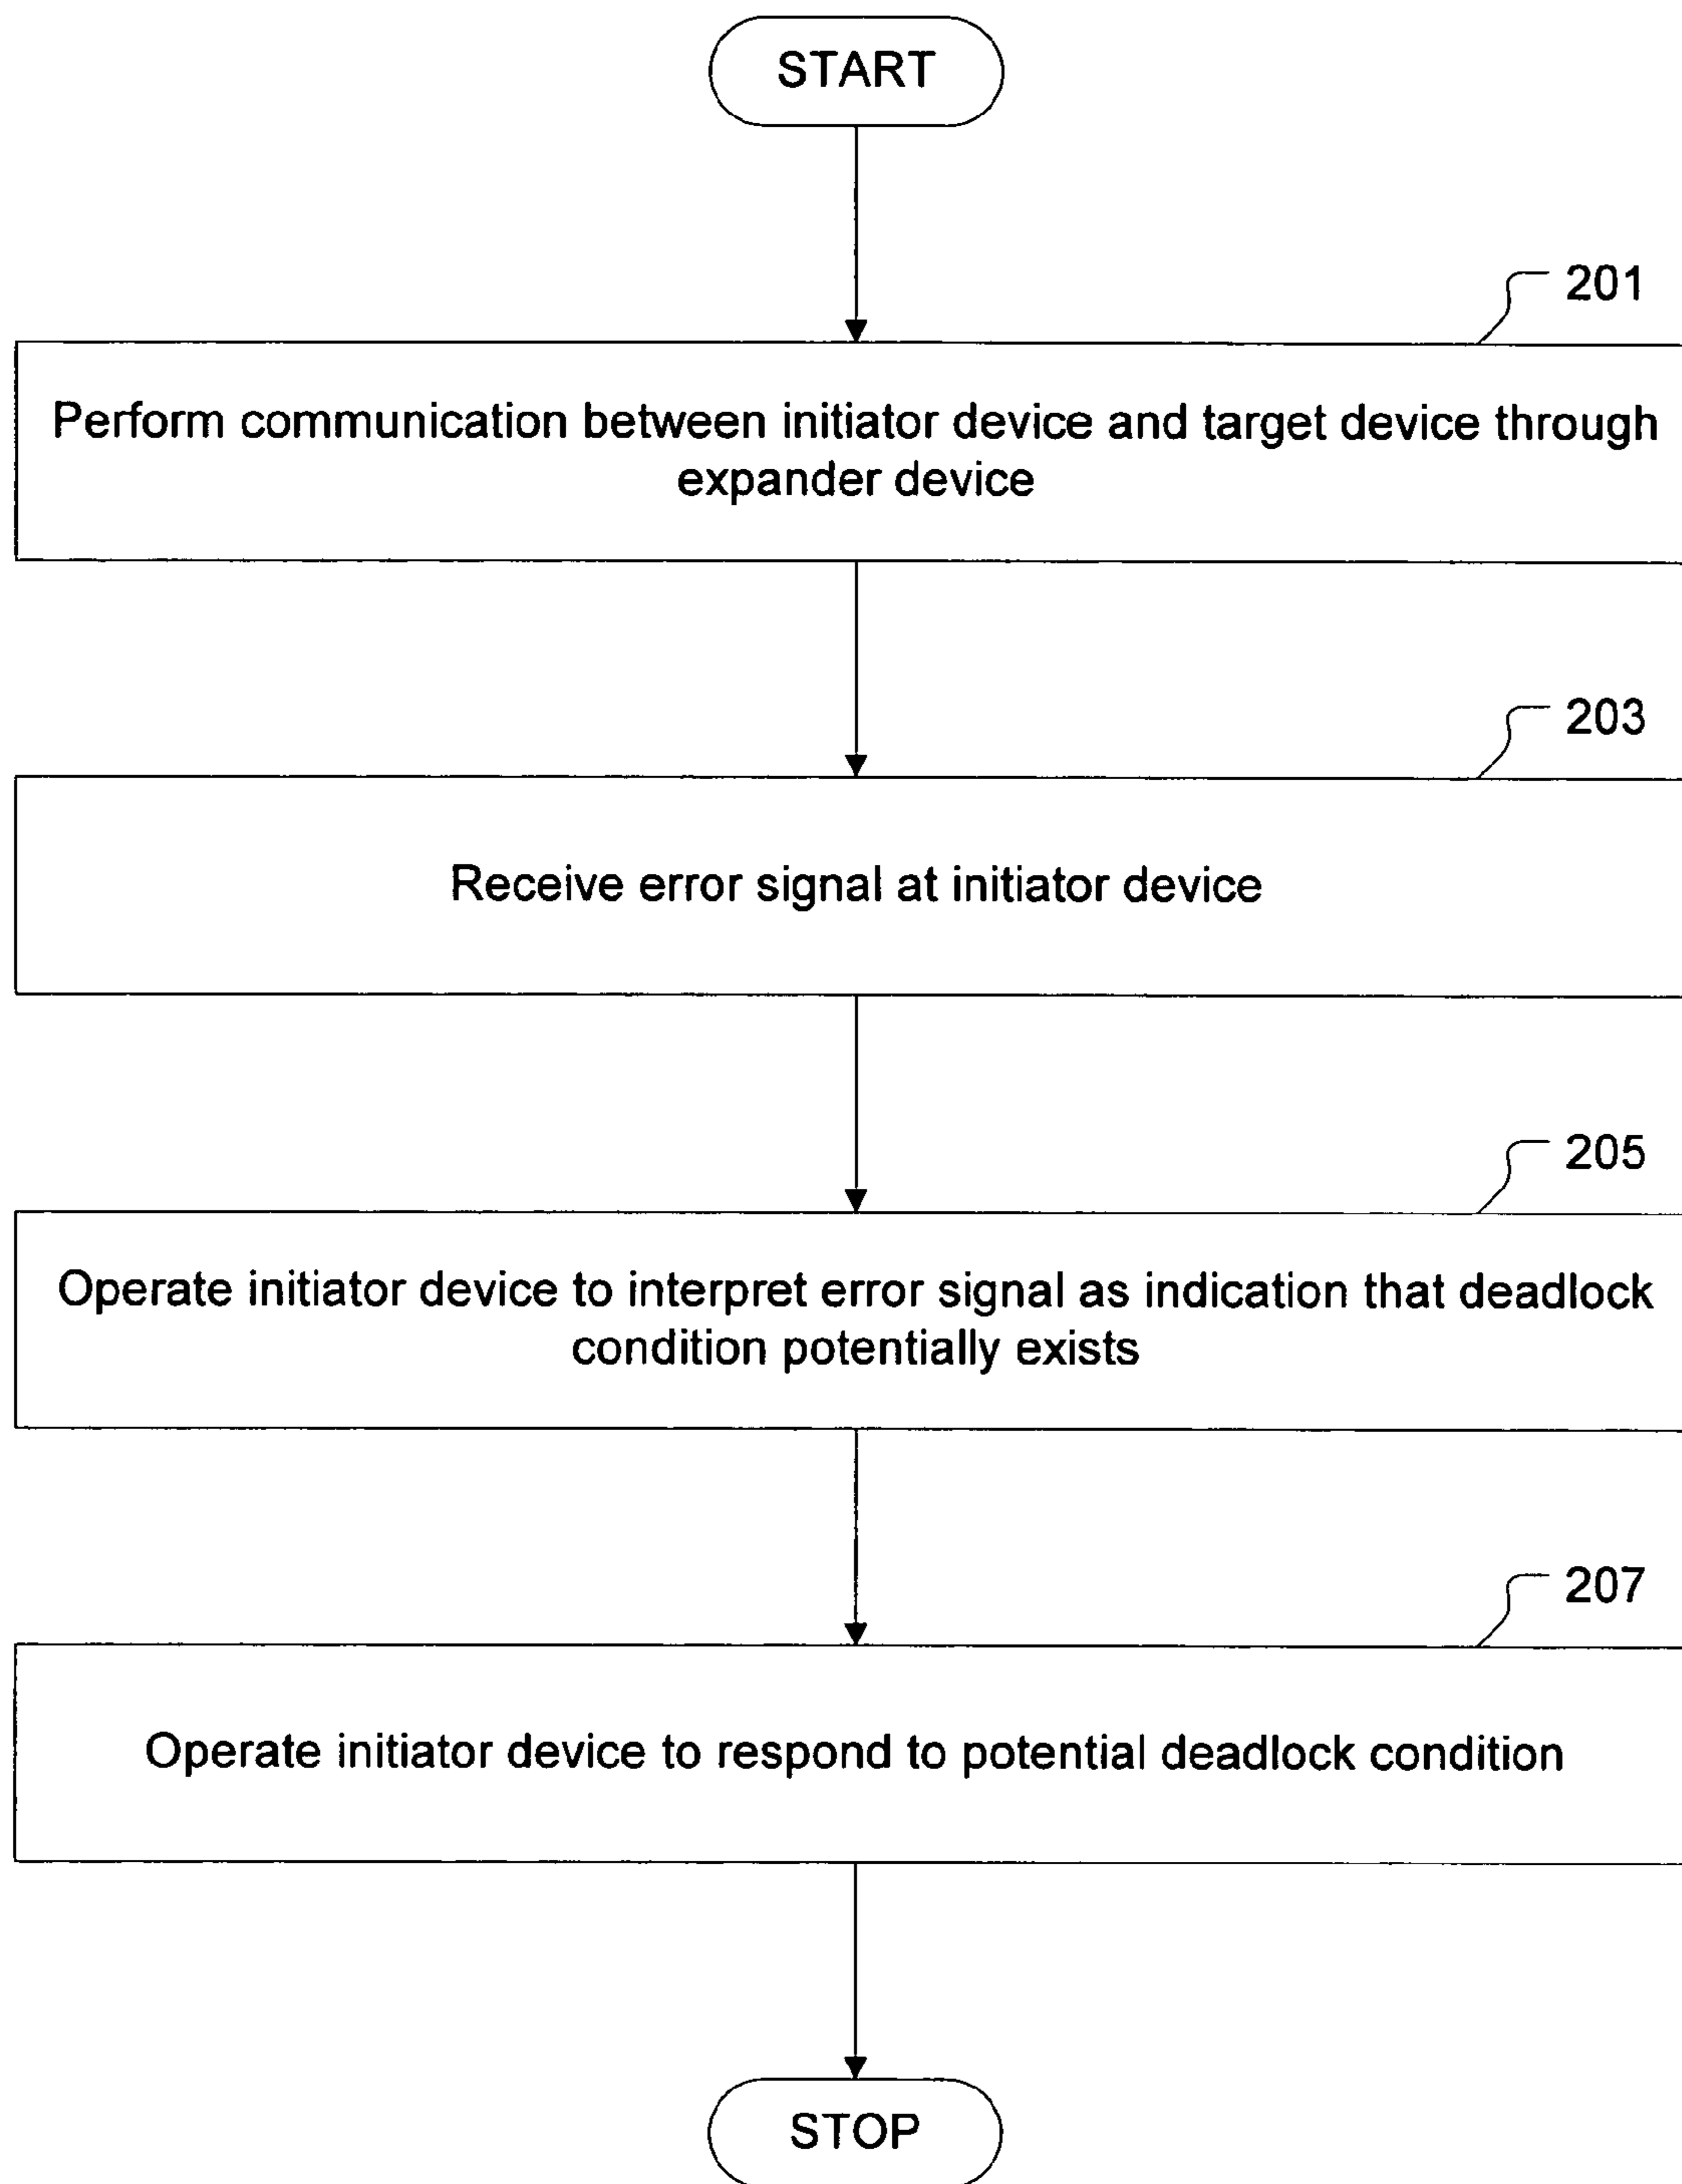 START
201
Perform communication between initiator device and target device through
expander device
203
Receive error signal at initiator device
205
Operate initiator device to interpret error signal as indication that deadlock
condition potentially exists
207
Operate initiator device to respond to potential deadlock condition
STOP